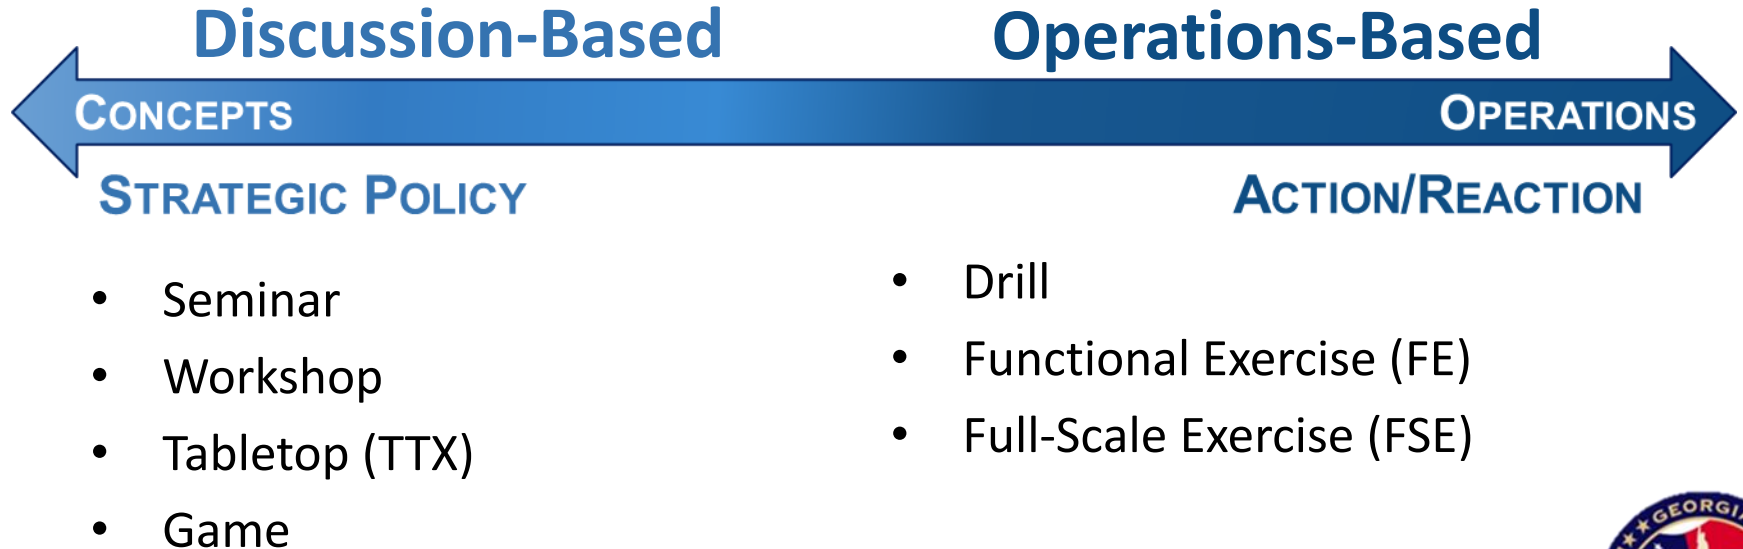 Discussion-Based
Operations-Based
CONCEPTS
OPERATIONS
STRATEGIC POLICY
ACTION/REACTION
• Seminar
• Workshop
• Tabletop (TTX)
• Game
• Drill
• Functional Exercise (FE)
• Full-Scale Exercise (FSE)